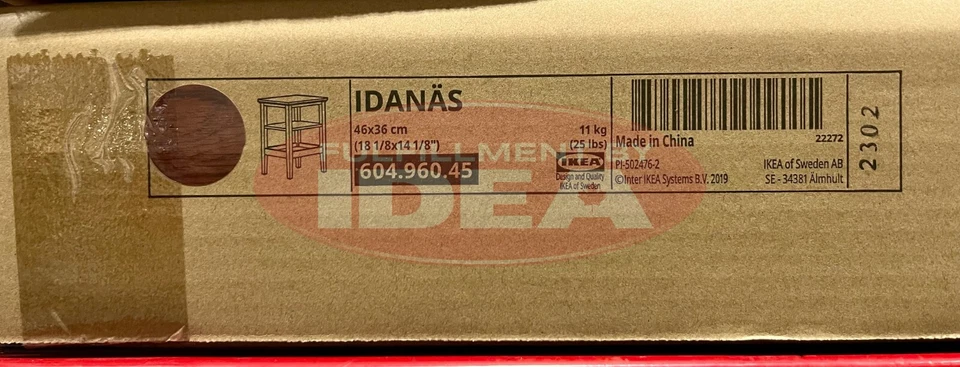 IDANÄS
46x36 cm
(18 1/8x14 1/8")
604.960.45
11 kg
(25 lbs)
IKEA
Design and Quality
IKEA of Sweden
Made in China
22272
PI-502476-2
©Inter IKEA Systems B.V. 2019
IKEA of Sweden AB
SE - 34381 Älmhult
2302
FULFILLMENT BY
IDEA